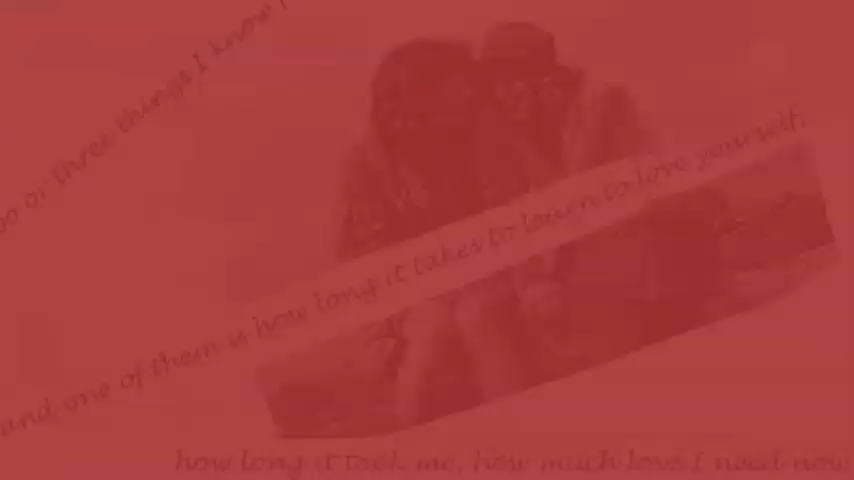 or three things I know
and one of them is how long it takes to learn to love yourself,
how long it took me, how much love I need now